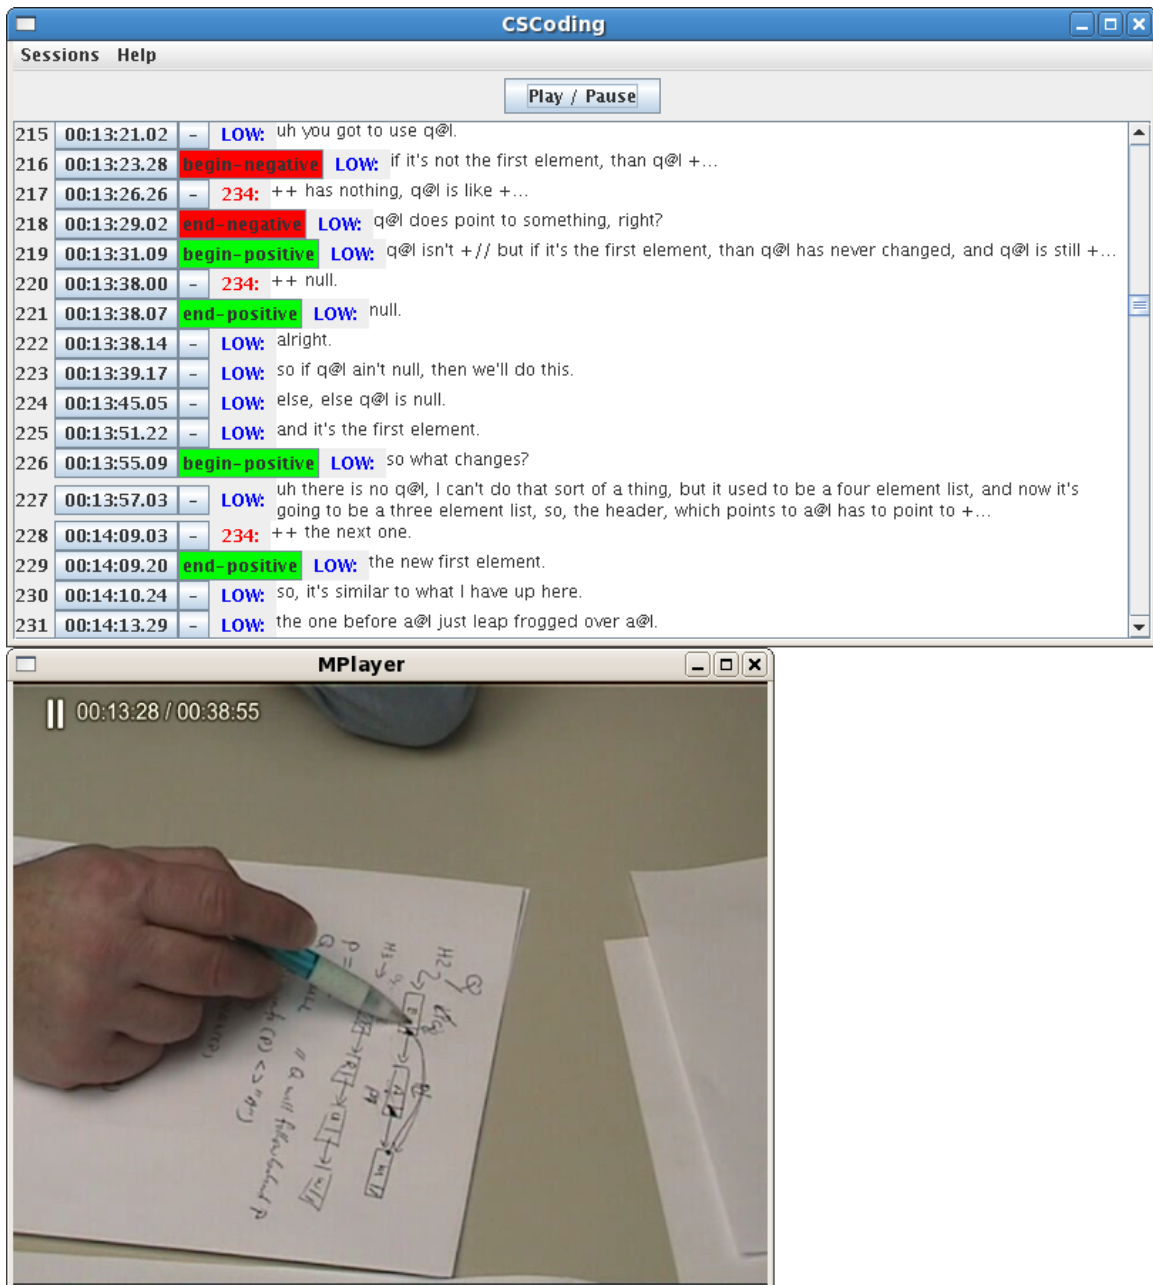 CSCoding
Sessions Help
Play / Pause
215 00:13:21.02 - LOW: uh you got to use q@l.
216 00:13:23.28 begin-negative LOW: if it's not the first element, than q@l +...
217 00:13:26.26 - 234: ++ has nothing, q@l is like +...
218 00:13:29.02 end-negative LOW: q@l does point to something, right?
219 00:13:31.09 begin-positive LOW: q@l isn't +// but if it's the first element, than q@l has never changed, and q@l is still +...
220 00:13:38.00 - 234: ++ null.
221 00:13:38.07 end-positive LOW: null.
222 00:13:38.14 - LOW: alright.
223 00:13:39.17 - LOW: so if q@l ain't null, then we'll do this.
224 00:13:45.05 - LOW: else, else q@l is null.
225 00:13:51.22 - LOW: and it's the first element.
226 00:13:55.09 begin-positive LOW: so what changes?
227 00:13:57.03 - LOW: uh there is no q@l, I can't do that sort of a thing, but it used to be a four element list, and now it's
going to be a three element list, so, the header, which points to a@l has to point to +...
228 00:14:09.03 - 234: ++ the next one.
229 00:14:09.20 end-positive LOW: the new first element.
230 00:14:10.24 - LOW: so, it's similar to what I have up here.
231 00:14:13.29 - LOW: the one before a@l just leap frogged over a@l.
MPlayer
00:13:28 / 00:38:55
H2
H3
P =
// Q will follow behind P